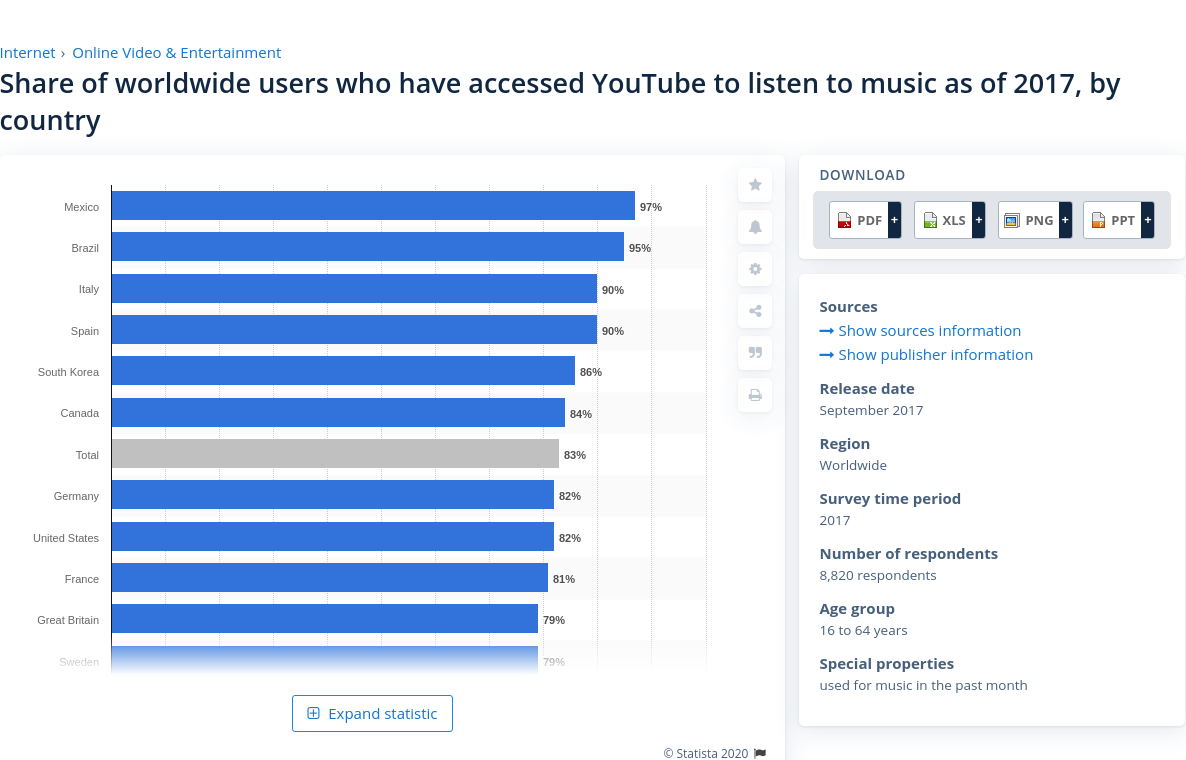 Internet › Online Video & Entertainment
Share of worldwide users who have accessed YouTube to listen to music as of 2017, by
country
Mexico 97%
Brazil 95%
Italy 90%
Spain 90%
South Korea 86%
Canada 84%
Total 83%
Germany 82%
United States 82%
France 81%
Great Britain 79%
Sweden 79%
Expand statistic
© Statista 2020
DOWNLOAD
PDF + XLS + PNG + PPT +
Sources
Show sources information
Show publisher information
Release date
September 2017
Region
Worldwide
Survey time period
2017
Number of respondents
8,820 respondents
Age group
16 to 64 years
Special properties
used for music in the past month